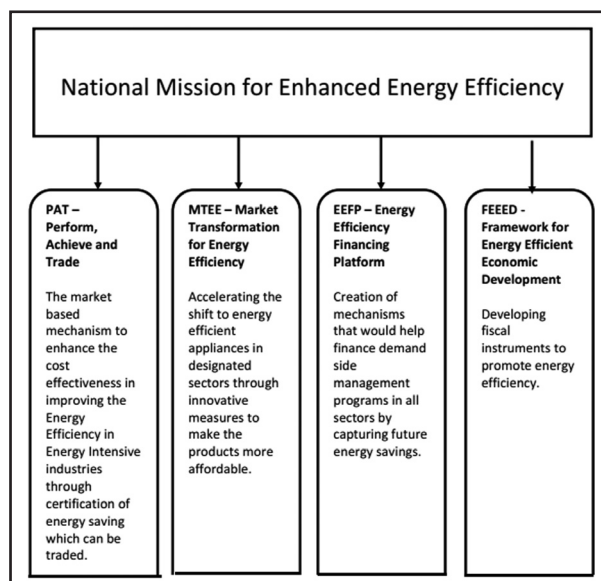 National Mission for Enhanced Energy Efficiency
PAT –
Perform,
Achieve and
Trade
The market
based
mechanism to
enhance the
cost
effectiveness in
improving the
Energy
Efficiency in
Energy Intensive
industries
through
certification of
energy saving
which can be
traded.
MTEE – Market
Transformation
for Energy
Efficiency
Accelerating the
shift to energy
efficient
appliances in
designated
sectors through
innovative
measures to
make the
products more
affordable.
EEFP – Energy
Efficiency
Financing
Platform
Creation of
mechanisms
that would help
finance demand
side
management
programs in all
sectors by
capturing future
energy savings.
FEEED -
Framework for
Energy Efficient
Economic
Development
Developing
fiscal
instruments to
promote energy
efficiency.